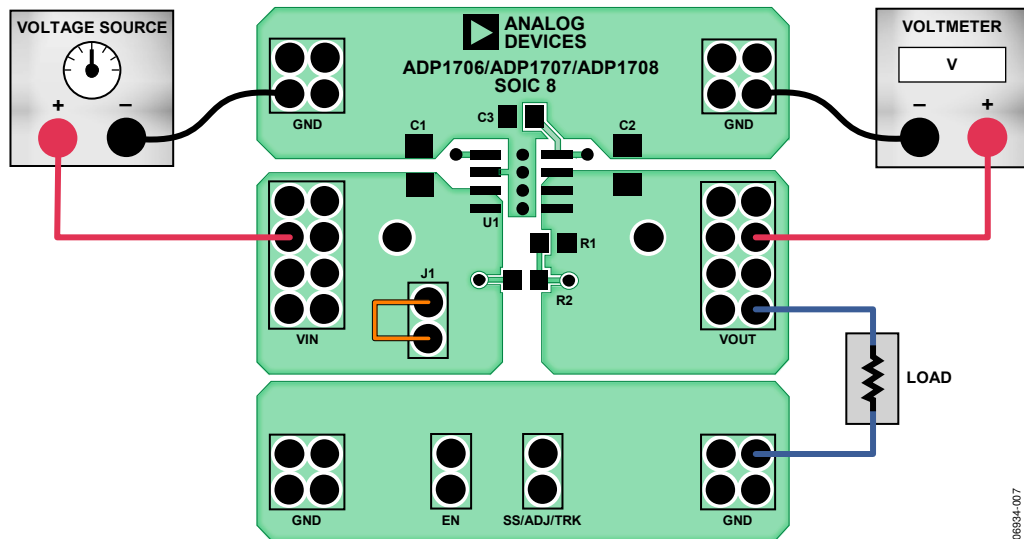 VOLTAGE SOURCE
+
–
ANALOG
DEVICES
ADP1706/ADP1707/ADP1708
SOIC 8
VOLTMETER
V
–
+
GND
GND
C3
C1
C2
U1
R1
R2
J1
VIN
VOUT
LOAD
GND
EN
SS/ADJ/TRK
GND
06934-007